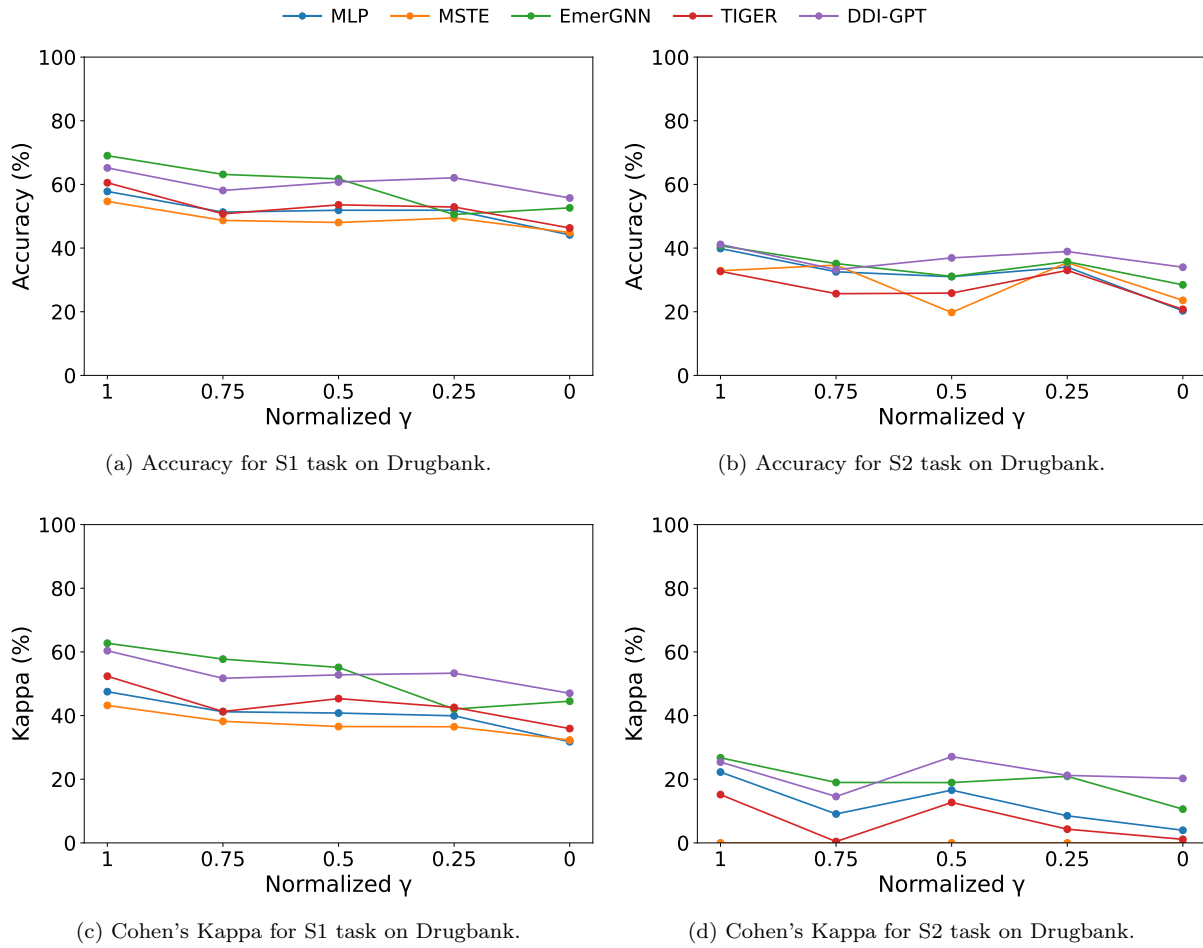 MLP MSTE EmerGNN TIGER DDI-GPT
100
80
60
40
20
0
Accuracy (%)
1 0.75 0.5 0.25 0
Normalized γ
(a) Accuracy for S1 task on Drugbank.
100
80
60
40
20
0
Accuracy (%)
1 0.75 0.5 0.25 0
Normalized γ
(b) Accuracy for S2 task on Drugbank.
100
80
60
40
20
0
Kappa (%)
1 0.75 0.5 0.25 0
Normalized γ
(c) Cohen's Kappa for S1 task on Drugbank.
100
80
60
40
20
0
Kappa (%)
1 0.75 0.5 0.25 0
Normalized γ
(d) Cohen's Kappa for S2 task on Drugbank.